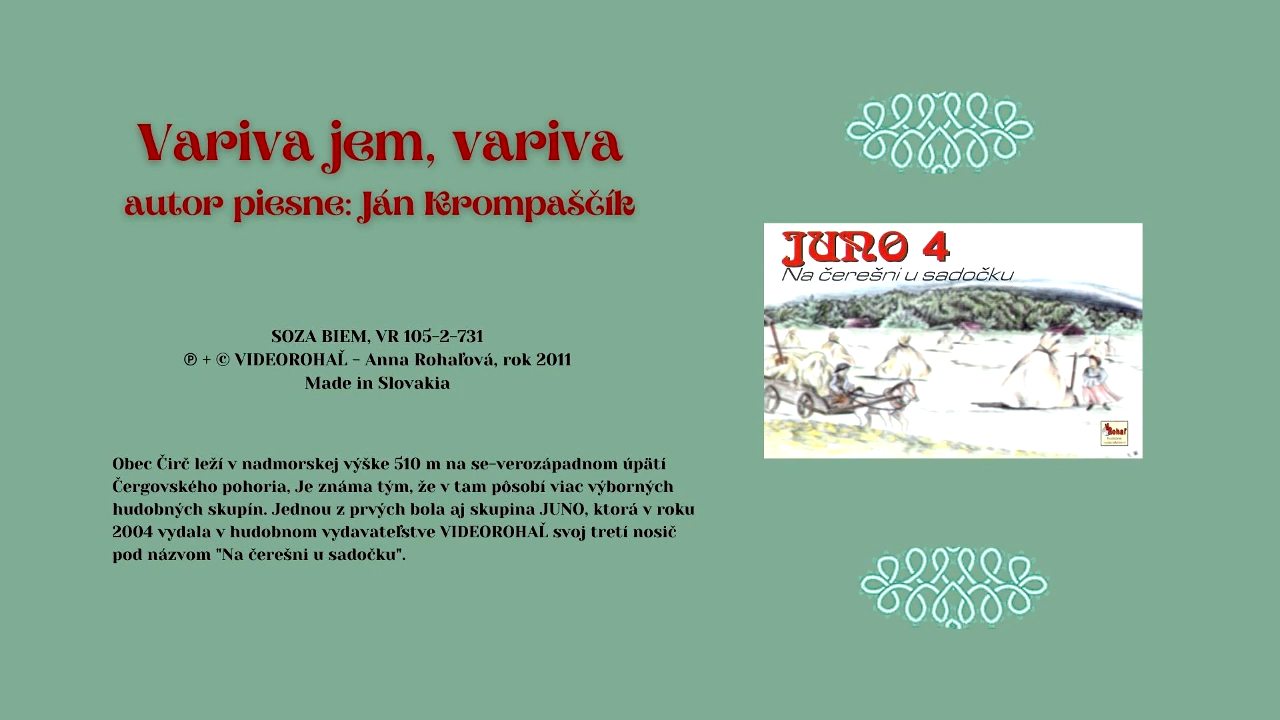 Variva jem, variva
autor piesne: Ján Krompaščík
SOZA BIEM, VR 105-2-731
℗ + © VIDEOROHAĽ - Anna Rohaľová, rok 2011
Made in Slovakia
Obec Čirč leží v nadmorskej výške 510 m na se-verozápadnom úpätí
Čergovského pohoria, Je známa tým, že v tam pôsobí viac výborných
hudobných skupín. Jednou z prvých bola aj skupina JUNO, ktorá v roku
2004 vydala v hudobnom vydavateľstve VIDEOROHAĽ svoj tretí nosič
pod názvom "Na čerešni u sadočku".
JUNO 4
Na čerešni u sadočku
Rohaľ